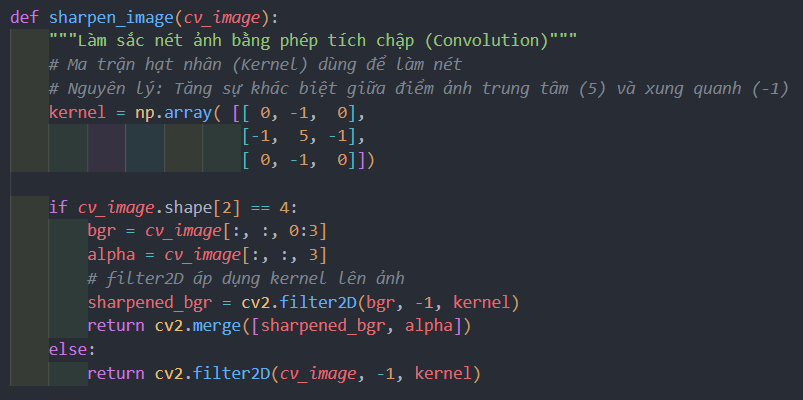 def sharpen_image(cv_image):
    """Làm sắc nét ảnh bằng phép tích chập (Convolution)"""
    # Ma trận hạt nhân (Kernel) dùng để làm nét
    # Nguyên lý: Tăng sự khác biệt giữa điểm ảnh trung tâm (5) và xung quanh (-1)
    kernel = np.array( [[ 0, -1,  0],
                        [-1,  5, -1],
                        [ 0, -1,  0]])

    if cv_image.shape[2] == 4:
        bgr = cv_image[:, :, 0:3]
        alpha = cv_image[:, :, 3]
        # filter2D áp dụng kernel lên ảnh
        sharpened_bgr = cv2.filter2D(bgr, -1, kernel)
        return cv2.merge([sharpened_bgr, alpha])
    else:
        return cv2.filter2D(cv_image, -1, kernel)